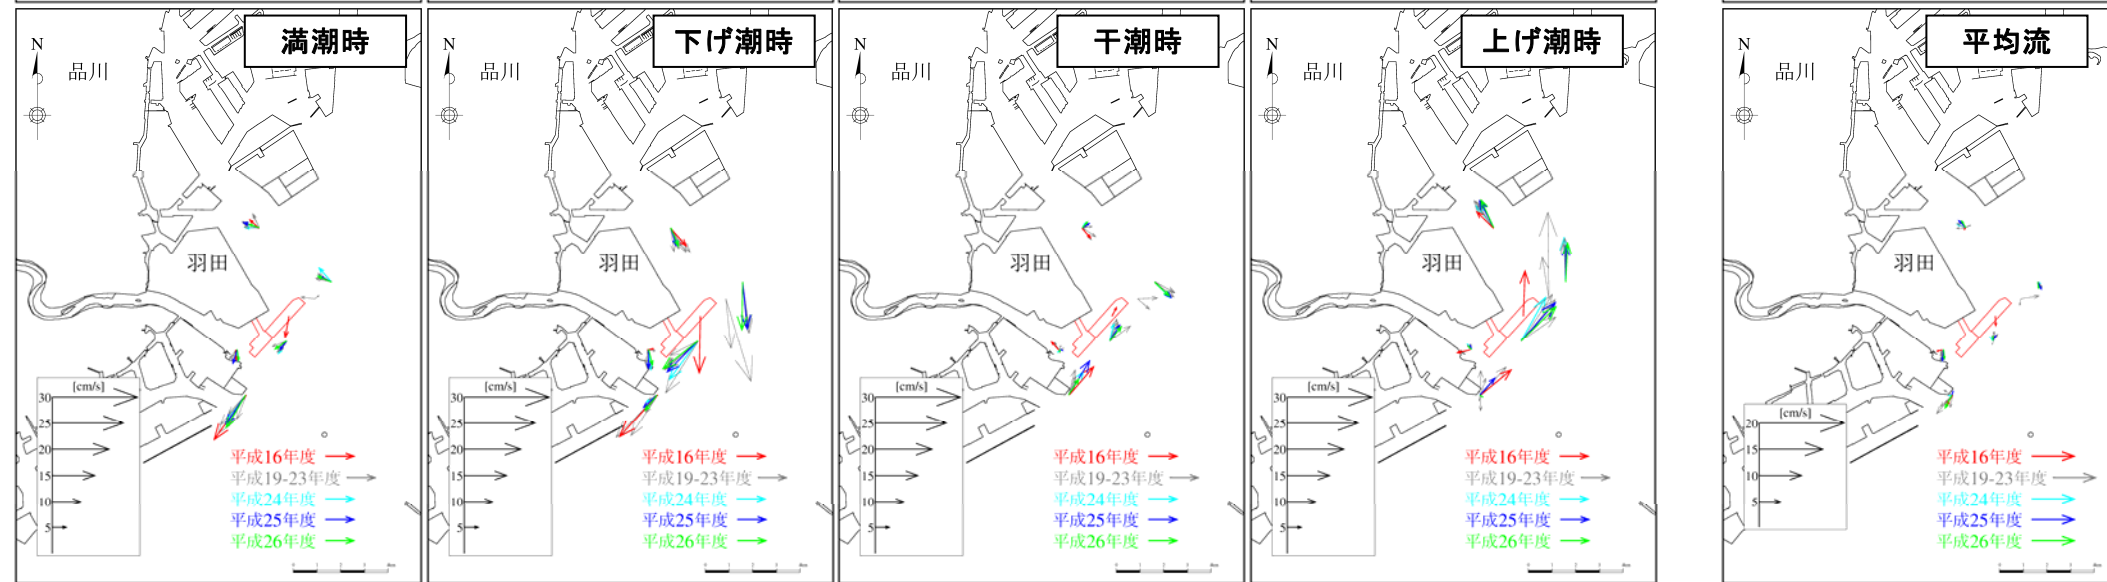 満潮時
N
品川
羽田
[cm/s]
30
25
20
15
10
5
平成16年度
平成19-23年度
平成24年度
平成25年度
平成26年度
下げ潮時
N
品川
羽田
[cm/s]
30
25
20
15
10
5
平成16年度
平成19-23年度
平成24年度
平成25年度
平成26年度
干潮時
N
品川
羽田
[cm/s]
30
25
20
15
10
5
平成16年度
平成19-23年度
平成24年度
平成25年度
平成26年度
上げ潮時
N
品川
羽田
[cm/s]
30
25
20
15
10
5
平成16年度
平成19-23年度
平成24年度
平成25年度
平成26年度
平均流
N
品川
羽田
[cm/s]
20
15
10
5
平成16年度
平成19-23年度
平成24年度
平成25年度
平成26年度